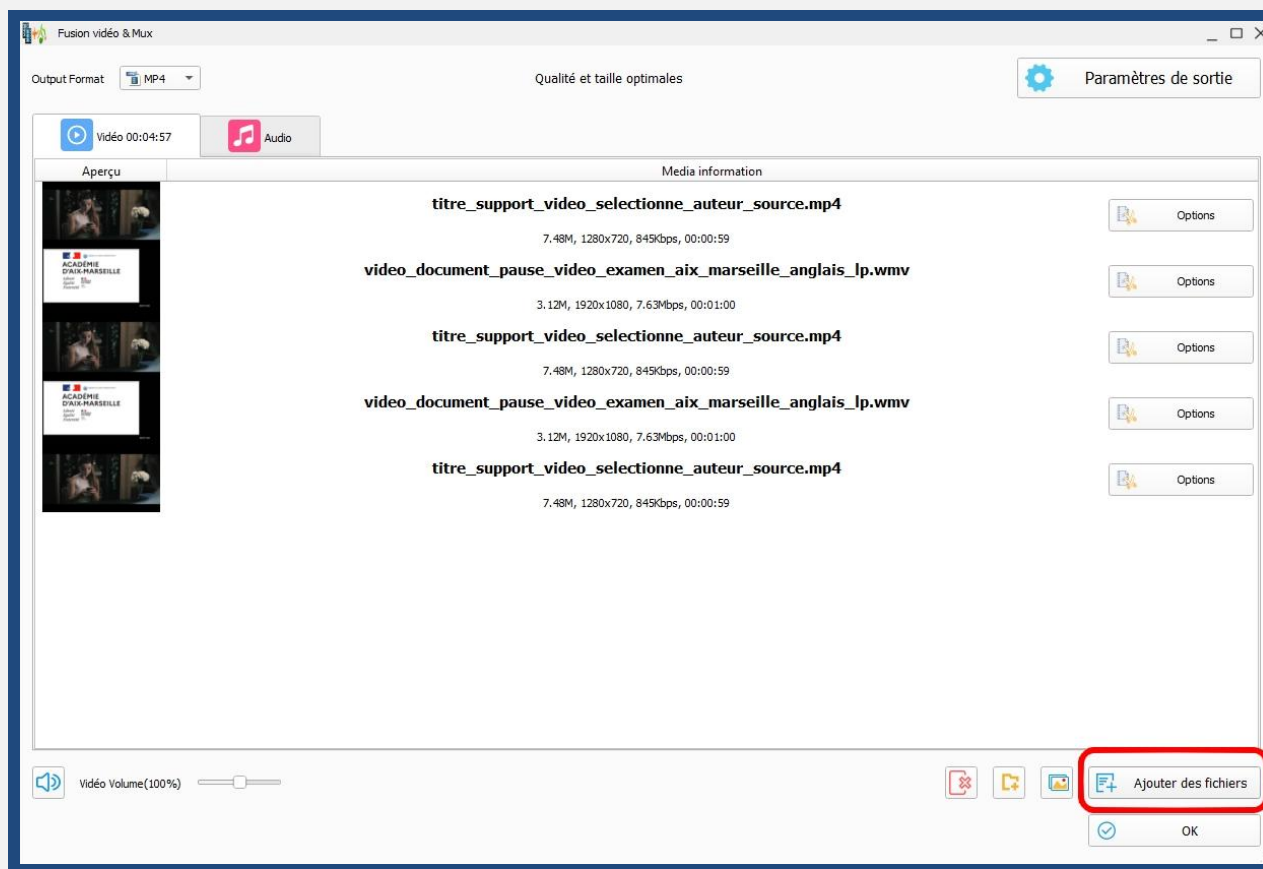 Fusion vidéo & Mux
Output Format MP4 Qualité et taille optimales Paramètres de sortie
Vidéo 00:04:57 Audio
Aperçu Media information
titre_support_video_selectionne_auteur_source.mp4
7.48M, 1280x720, 845Kbps, 00:00:59
Options
ACADÉMIE
D'AIX-MARSEILLE
video_document_pause_video_examen_aix_marseille_anglais_lp.wmv
3.12M, 1920x1080, 7.63Mbps, 00:01:00
Options
titre_support_video_selectionne_auteur_source.mp4
7.48M, 1280x720, 845Kbps, 00:00:59
Options
ACADÉMIE
D'AIX-MARSEILLE
video_document_pause_video_examen_aix_marseille_anglais_lp.wmv
3.12M, 1920x1080, 7.63Mbps, 00:01:00
Options
titre_support_video_selectionne_auteur_source.mp4
7.48M, 1280x720, 845Kbps, 00:00:59
Options
Vidéo Volume(100%) Ajouter des fichiers
OK